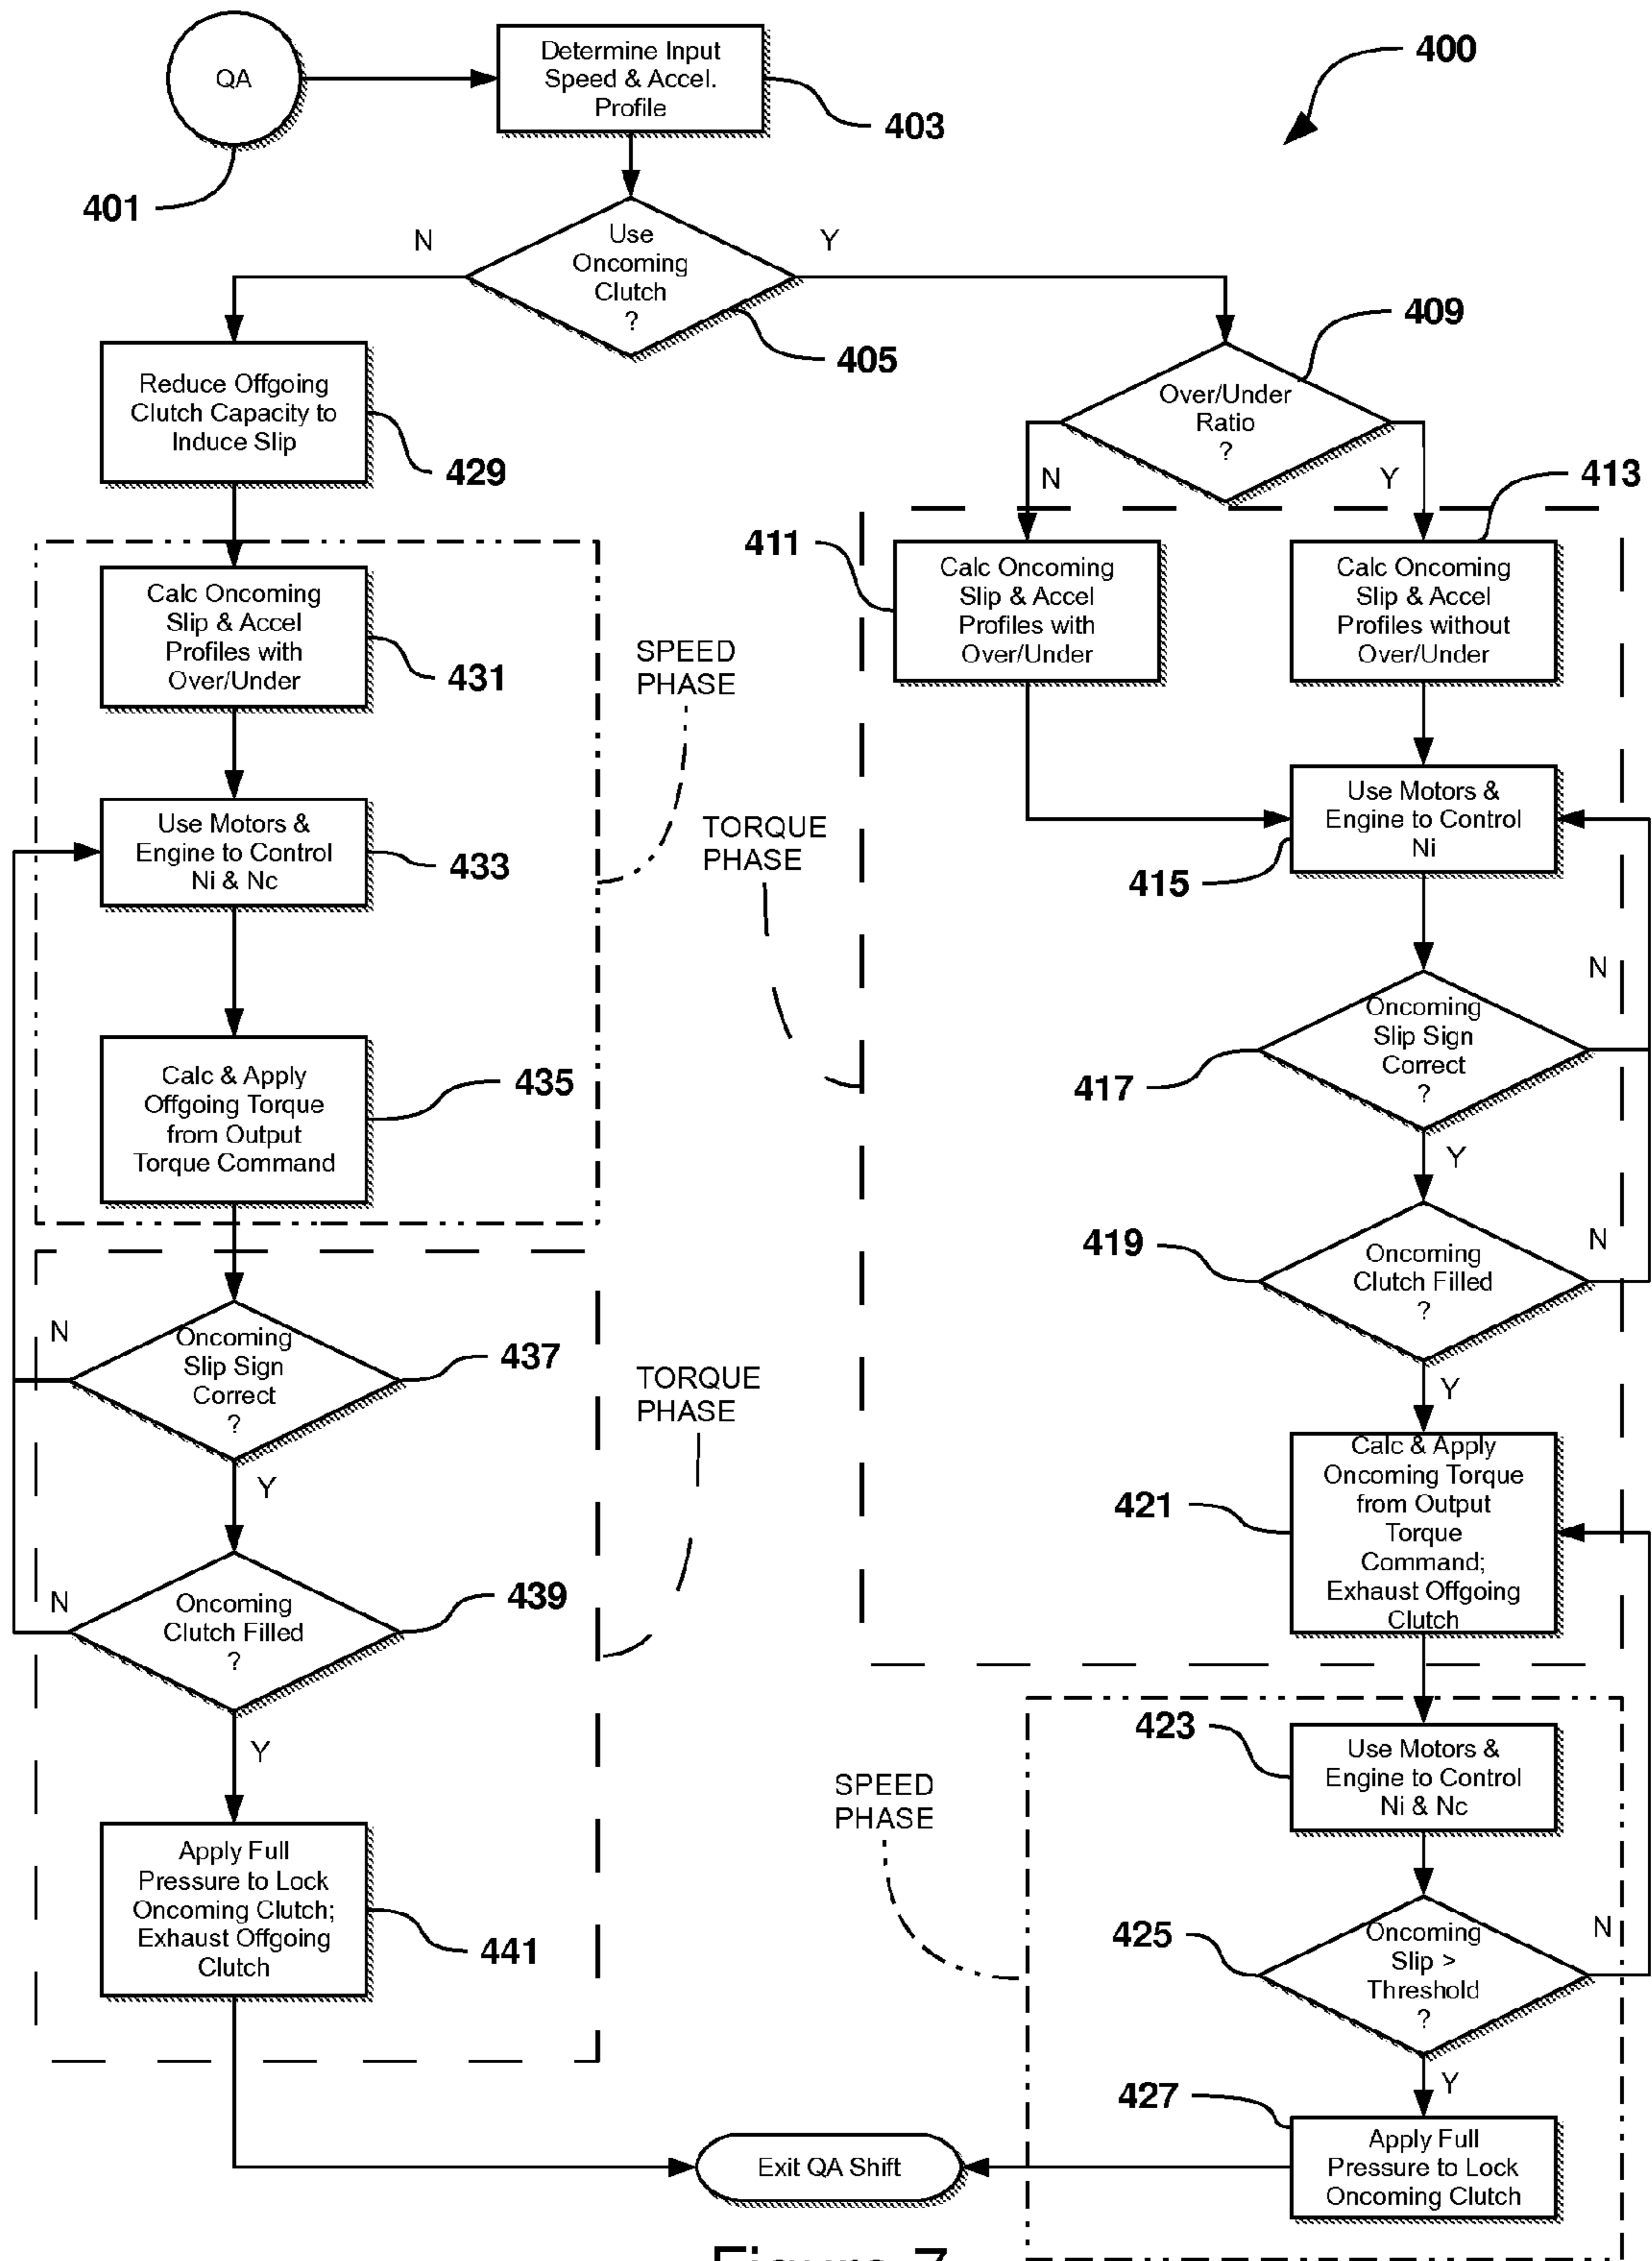 QA
Determine Input
Speed & Accel.
Profile
400
403
401
Use
Oncoming
Clutch
?
N
Y
405
409
Over/Under
Ratio
?
N
Y
Reduce Offgoing
Clutch Capacity to
Induce Slip
429
413
411
Calc Oncoming
Slip & Accel
Profiles with
Over/Under
Calc Oncoming
Slip & Accel
Profiles without
Over/Under
Calc Oncoming
Slip & Accel
Profiles with
Over/Under
431
SPEED
PHASE
TORQUE
PHASE
Use Motors &
Engine to Control
Ni & Nc
433
Use Motors &
Engine to Control
Ni
415
Calc & Apply
Offgoing Torque
from Output
Torque Command
435
Oncoming
Slip Sign
Correct
?
N
417
Y
Oncoming
Clutch Filled
?
N
419
Y
Oncoming
Slip Sign
Correct
?
N
437
Y
TORQUE
PHASE
Calc & Apply
Oncoming Torque
from Output
Torque
Command;
Exhaust Offgoing
Clutch
421
Oncoming
Clutch Filled
?
N
439
Y
Use Motors &
Engine to Control
Ni & Nc
423
SPEED
PHASE
Apply Full
Pressure to Lock
Oncoming Clutch;
Exhaust Offgoing
Clutch
441
Oncoming
Slip >
Threshold
?
N
425
Y
427
Apply Full
Pressure to Lock
Oncoming Clutch
Exit QA Shift
Figure 7